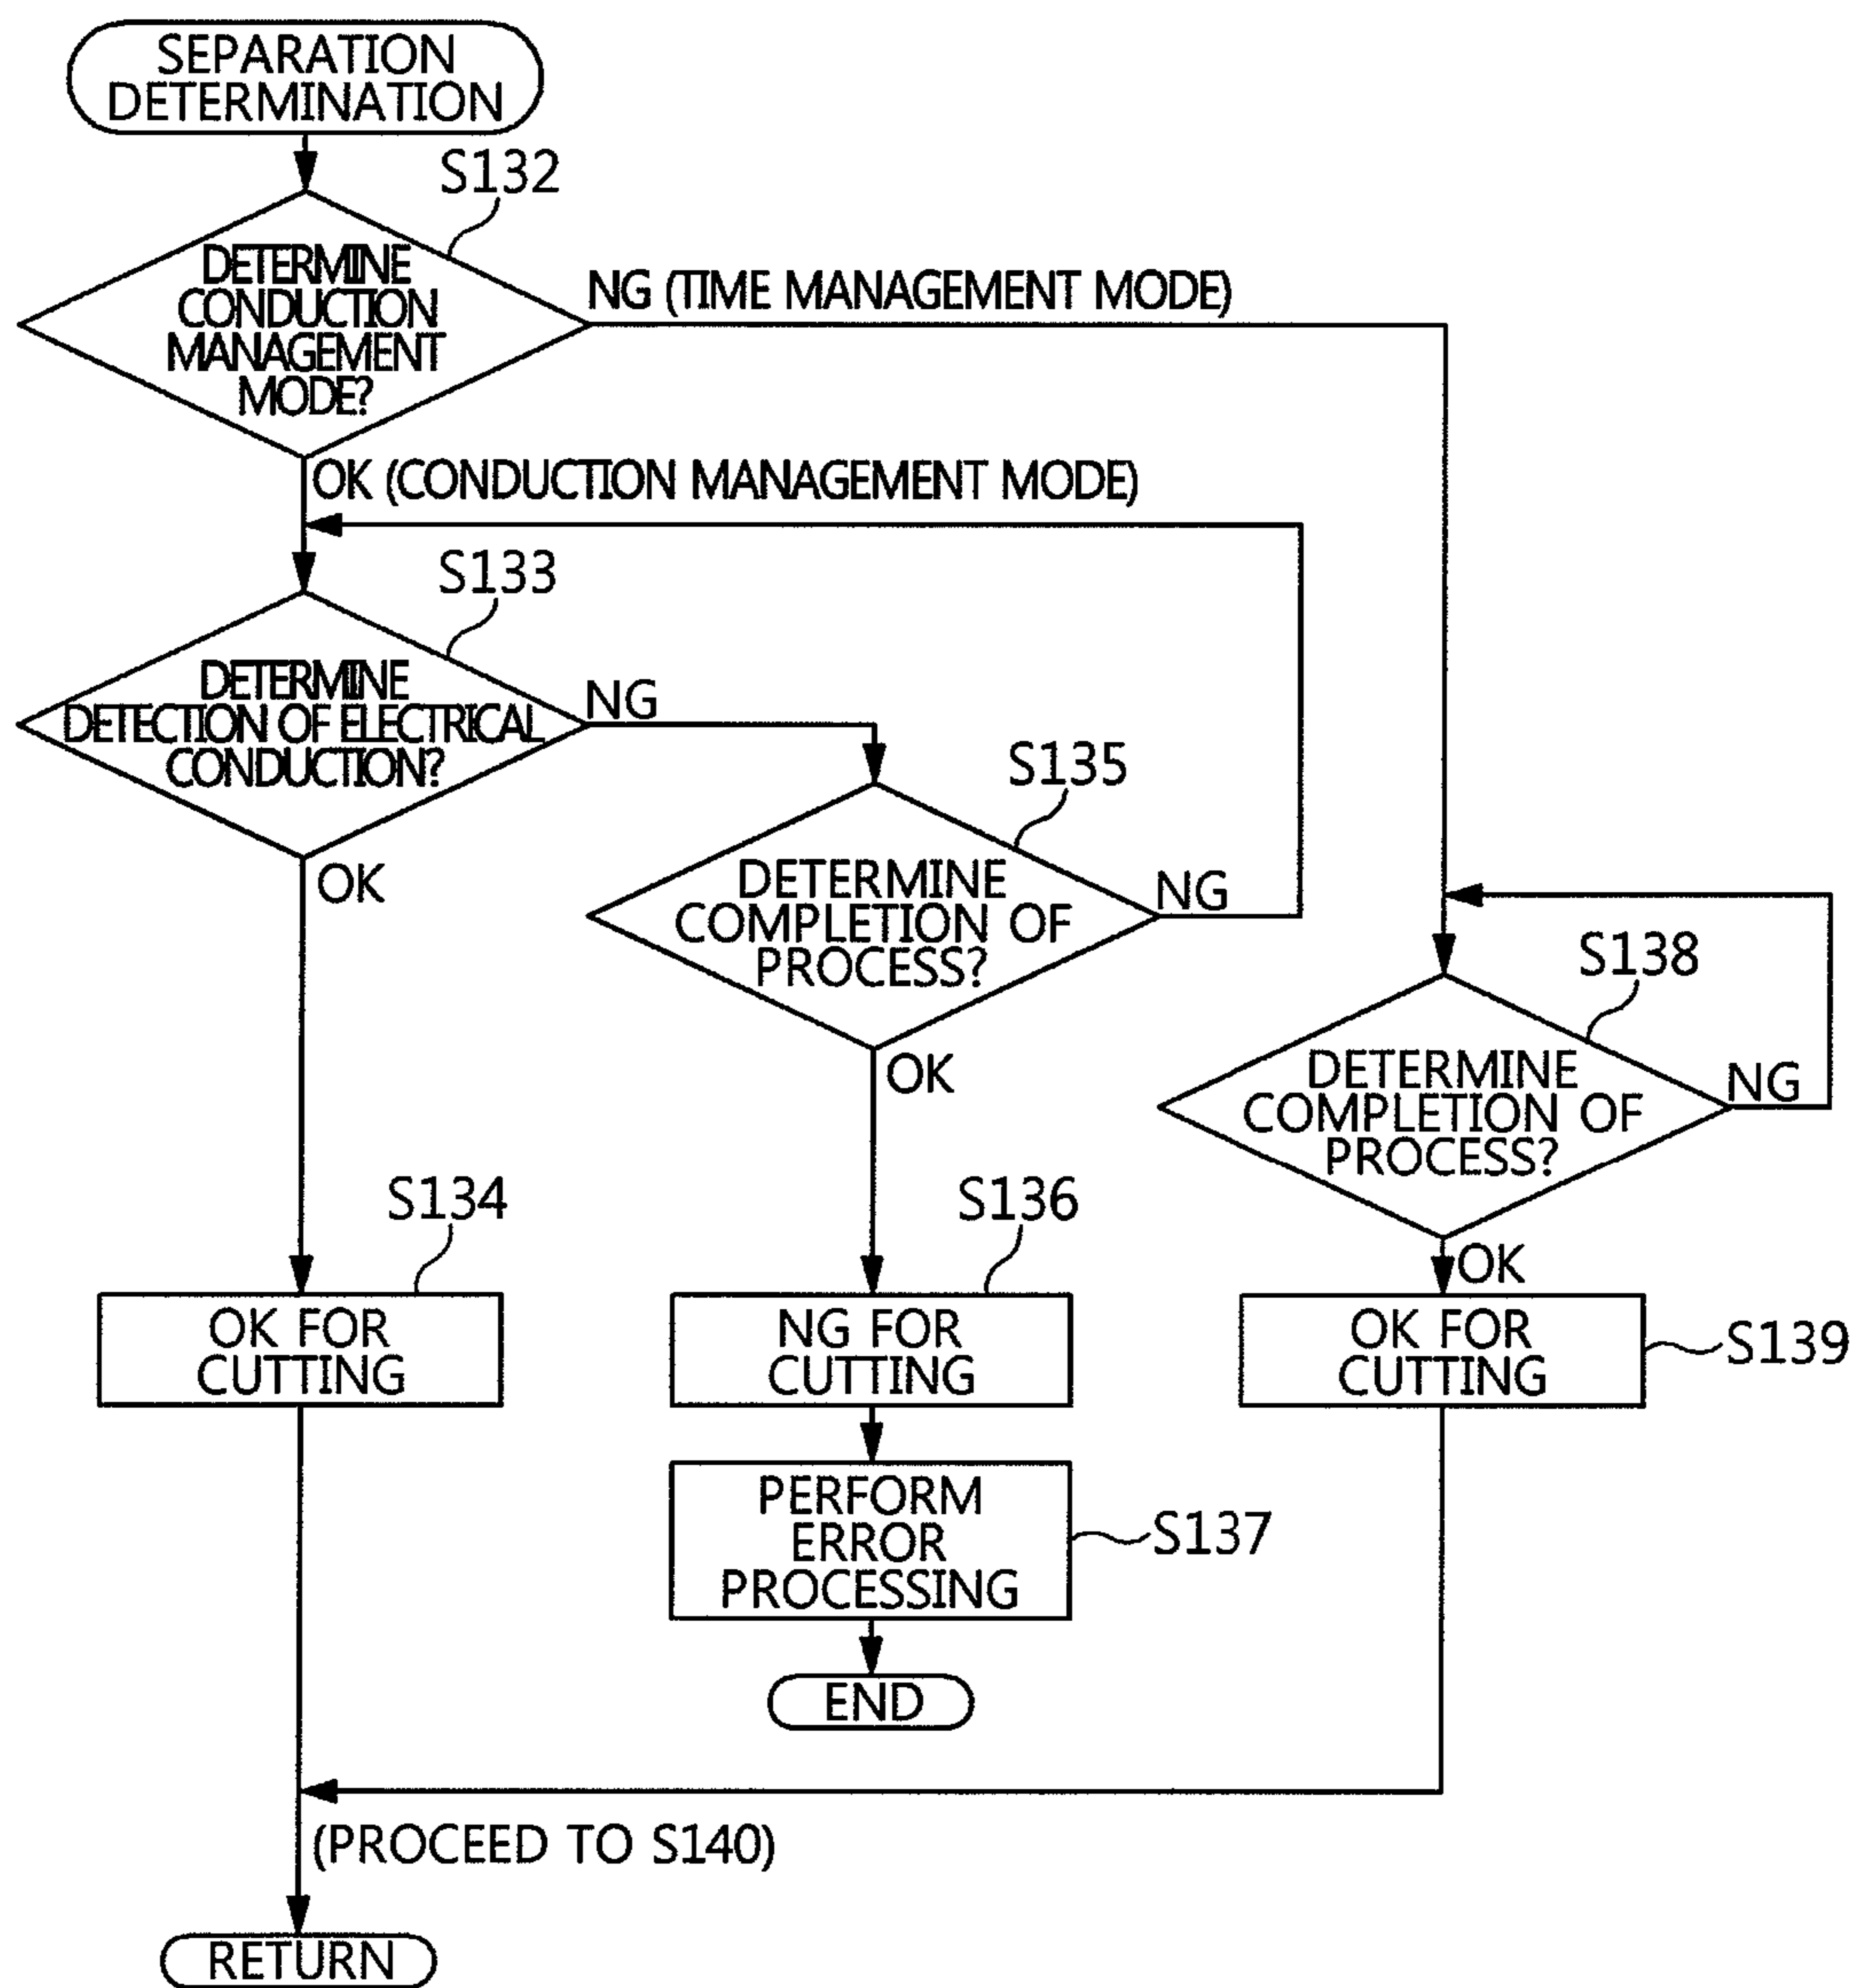 SEPARATION
DETERMINATION
S132
DETERMINE
CONDUCTION
MANAGEMENT
MODE?
NG (TIME MANAGEMENT MODE)
OK (CONDUCTION MANAGEMENT MODE)
S133
DETERMINE
DETECTION OF ELECTRICAL
CONDUCTION?
NG
OK
S135
DETERMINE
COMPLETION OF
PROCESS?
NG
OK
S138
DETERMINE
COMPLETION OF
PROCESS?
NG
OK
S134
OK FOR
CUTTING
S136
NG FOR
CUTTING
OK FOR
CUTTING
S139
PERFORM
ERROR
PROCESSING
S137
END
(PROCEED TO S140)
RETURN